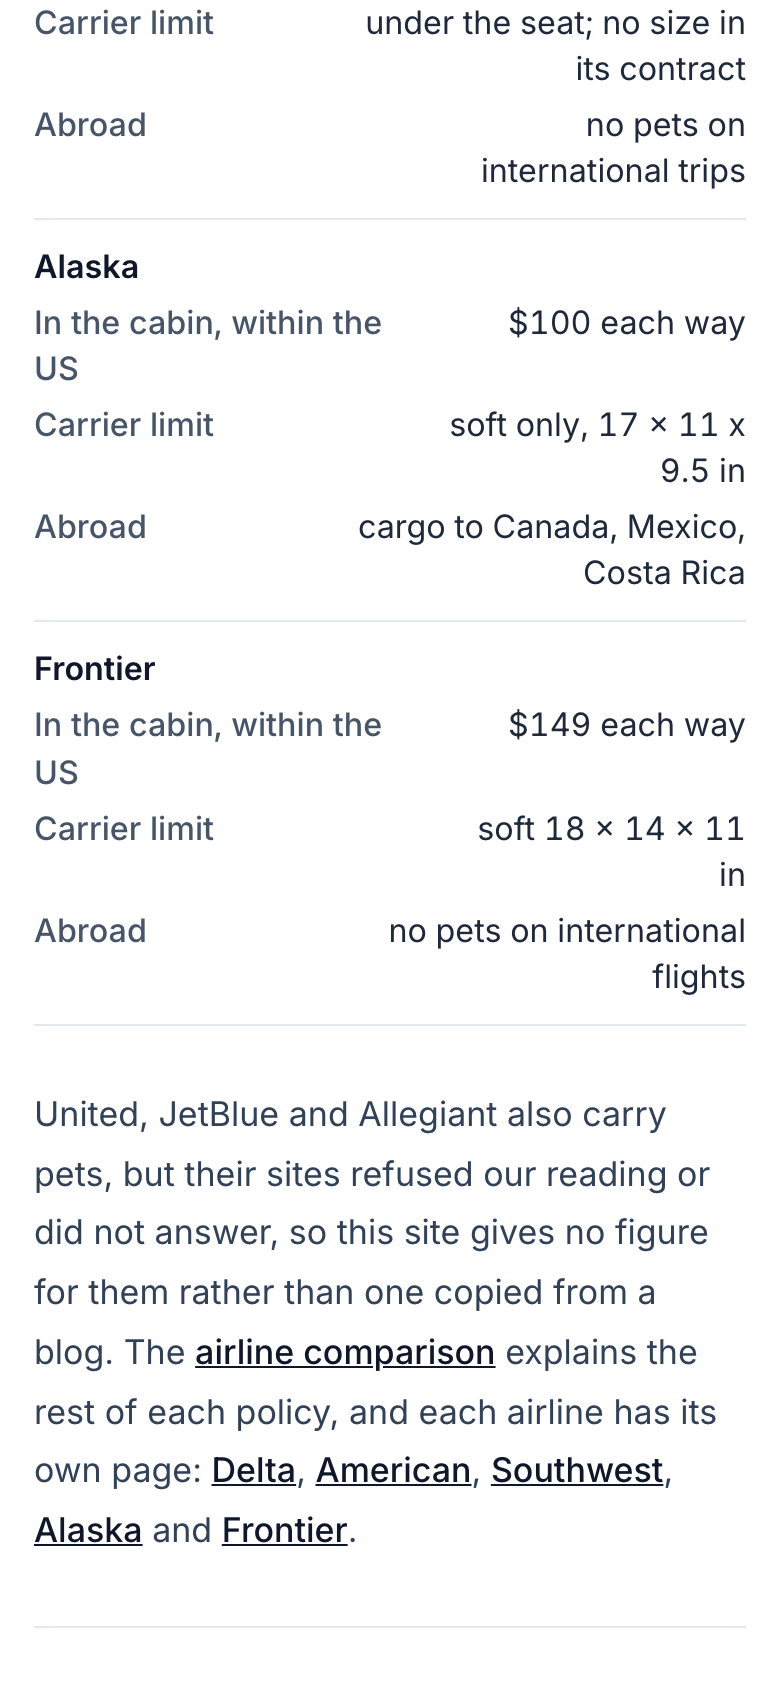 Carrier limit under the seat; no size in
its contract
Abroad no pets on
international trips
Alaska
In the cabin, within the $100 each way
US
Carrier limit soft only, 17 × 11 x
9.5 in
Abroad cargo to Canada, Mexico,
Costa Rica
Frontier
In the cabin, within the $149 each way
US
Carrier limit soft 18 × 14 × 11
in
Abroad no pets on international
flights
United, JetBlue and Allegiant also carry
pets, but their sites refused our reading or
did not answer, so this site gives no figure
for them rather than one copied from a
blog. The airline comparison explains the
rest of each policy, and each airline has its
own page: Delta, American, Southwest,
Alaska and Frontier.